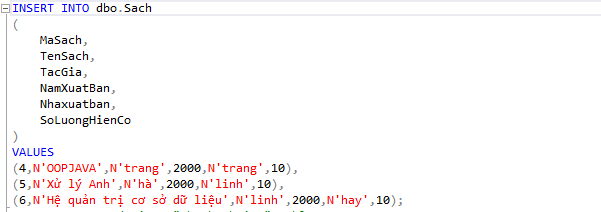 INSERT INTO dbo.Sach
(
MaSach,
TenSach,
TacGia,
NamXuatBan,
Nhaxuatban,
SoLuongHienCo
)
VALUES
(4,N'OOPJAVA',N'trang',2000,N'trang',10),
(5,N'Xử lý Anh',N'hà',2000,N'linh',10),
(6,N'Hệ quản trị cơ sở dữ liệu',N'linh',2000,N'hay',10);